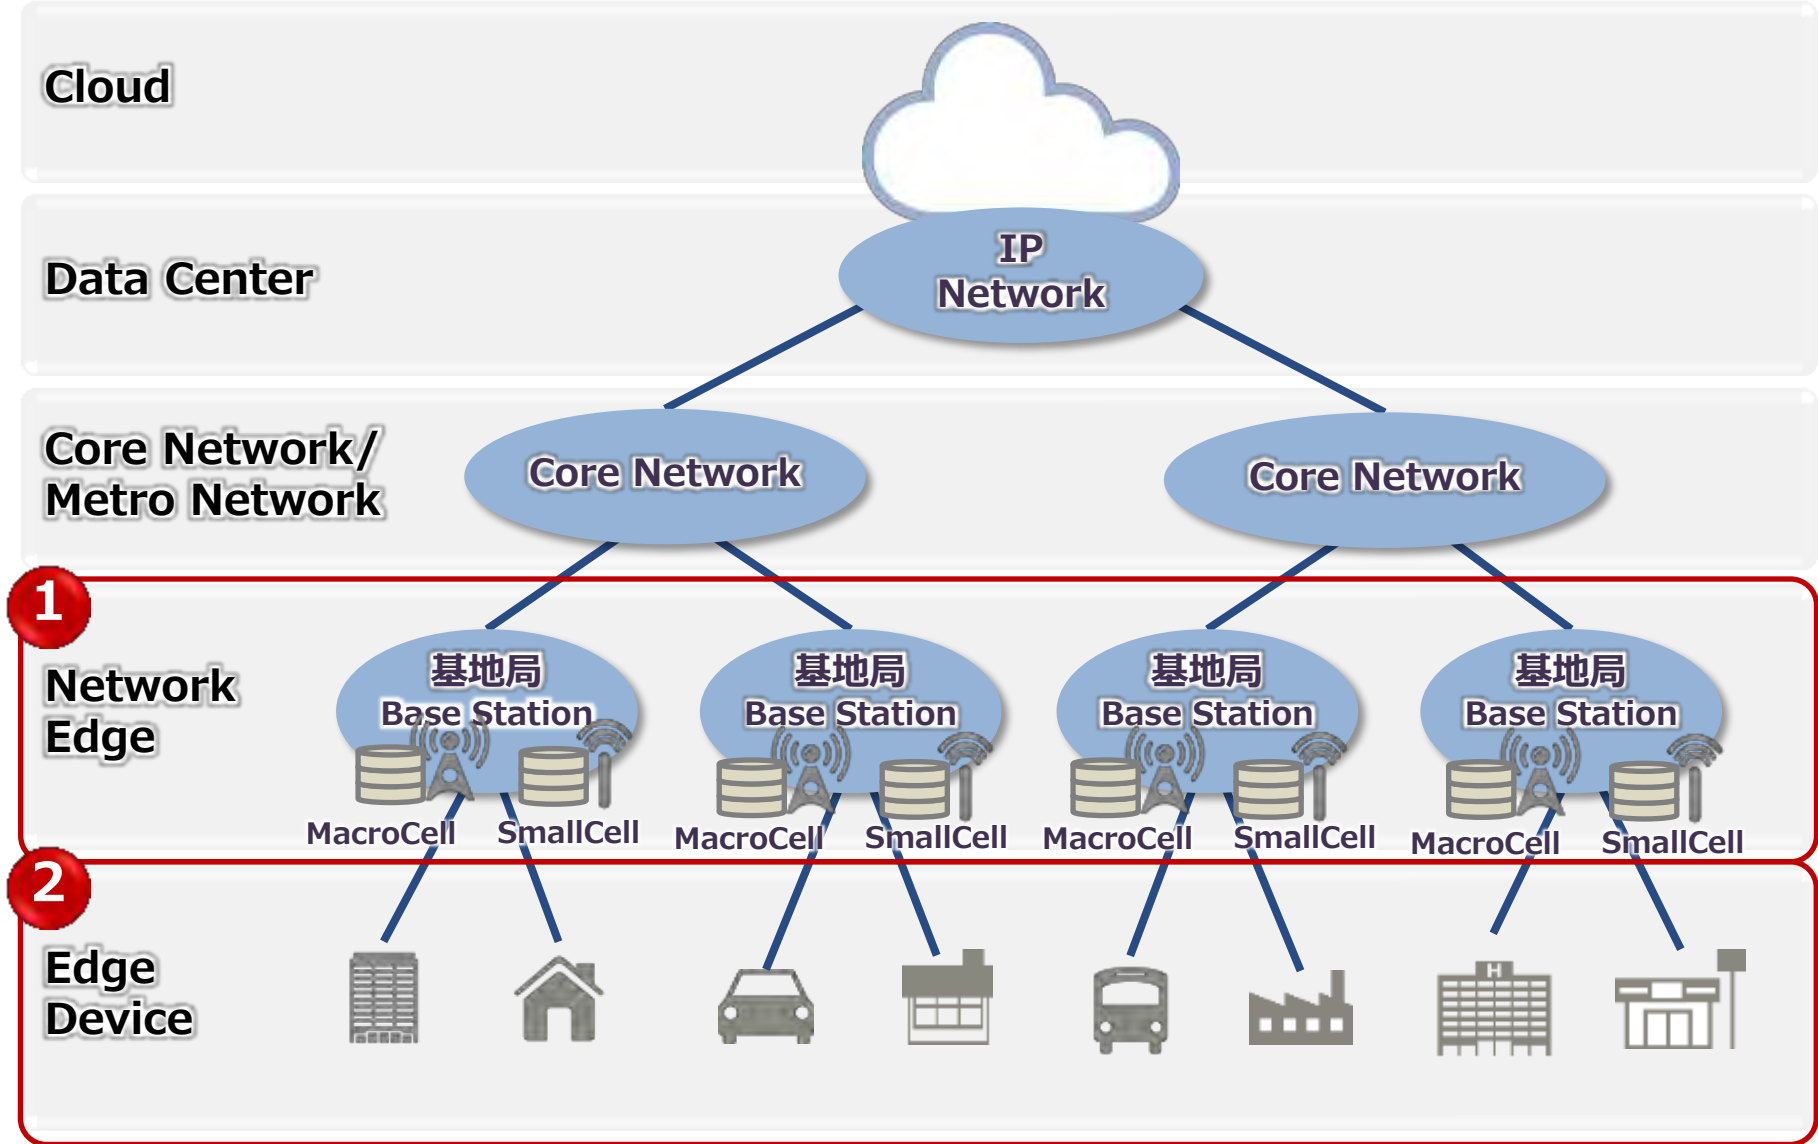 Cloud
IP
Network
Data Center
Core Network/
Metro Network
Core Network
Core Network
1
Network
Edge
基地局
Base Station
MacroCell
SmallCell
基地局
Base Station
MacroCell
SmallCell
基地局
Base Station
MacroCell
SmallCell
基地局
Base Station
MacroCell
SmallCell
2
Edge
Device
H